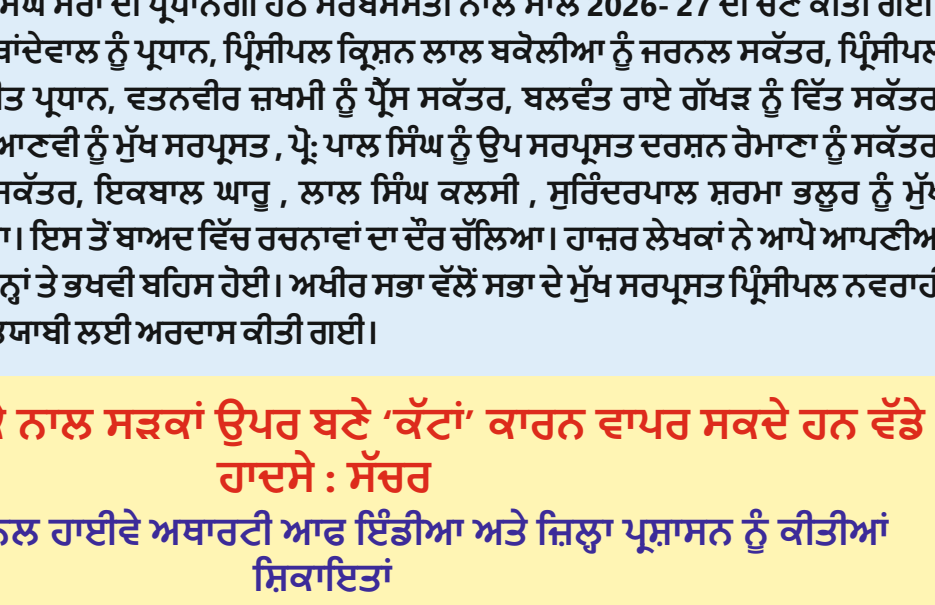 ਸਿੰਘ ਸਰਾਂ ਦੀ ਪ੍ਰਧਾਨਗੀ ਹੇਠ ਸਰਬਸੰਮਤੀ ਨਾਲ ਸਾਲ 2026- 27 ਦੀ ਚੋਣ ਕੀਤੀ ਗਈ
ਨੂੰ ਪ੍ਰਧਾਨ, ਪ੍ਰਿੰਸੀਪਲ ਕ੍ਰਿਸ਼ਨ ਲਾਲ ਬਕੋਲੀਆ ਨੂੰ ਜਰਨਲ ਸਕੱਤਰ, ਪ੍ਰਿੰਸੀਪਲ
ਪ੍ਰਧਾਨ, ਵਤਨਵੀਰ ਜ਼ਖਮੀ ਨੂੰ ਪ੍ਰੈੱਸ ਸਕੱਤਰ, ਬਲਵੰਤ ਰਾਏ ਗੱਖੜ ਨੂੰ ਵਿੱਤ ਸਕੱਤਰ
ਨੂੰ ਮੁੱਖ ਸਰਪ੍ਰਸਤ , ਪ੍ਰੋ: ਪਾਲ ਸਿੰਘ ਨੂੰ ਉਪ ਸਰਪ੍ਰਸਤ ਦਰਸ਼ਨ ਰੋਮਾਣਾ ਨੂੰ ਸਕੱਤਰ
ਸਕੱਤਰ, ਇਕਬਾਲ ਘਾਰੂ , ਲਾਲ ਸਿੰਘ ਕਲਸੀ , ਸੁਰਿੰਦਰਪਾਲ ਸ਼ਰਮਾ ਭਲੂਰ ਨੂੰ ਮੁੱਖ
। ਇਸ ਤੋਂ ਬਾਅਦ ਵਿੱਚ ਰਚਨਾਵਾਂ ਦਾ ਦੌਰ ਚੱਲਿਆ। ਹਾਜ਼ਰ ਲੇਖਕਾਂ ਨੇ ਆਪੋ ਆਪਣੀਆ
ਤੇ ਭਖਵੀ ਬਹਿਸ ਹੋਈ। ਅਖੀਰ ਸਭਾ ਵੱਲੋਂ ਸਭਾ ਦੇ ਮੁੱਖ ਸਰਪ੍ਰਸਤ ਪ੍ਰਿੰਸੀਪਲ ਨਵਰਾਹੀ
ਲਈ ਅਰਦਾਸ ਕੀਤੀ ਗਈ।
ਨਾਲ ਸੜਕਾਂ ਉਪਰ ਬਣੇ ‘ਕੱਟਾਂ’ ਕਾਰਨ ਵਾਪਰ ਸਕਦੇ ਹਨ ਵੱਡੇ
ਹਾਦਸੇ : ਸੱਚਰ
ਨਲ ਹਾਈਵੇ ਅਥਾਰਟੀ ਆਫ ਇੰਡੀਆ ਅਤੇ ਜ਼ਿਲ੍ਹਾ ਪ੍ਰਸ਼ਾਸਨ ਨੂੰ ਕੀਤੀਆਂ
ਸ਼ਿਕਾਇਤਾਂ